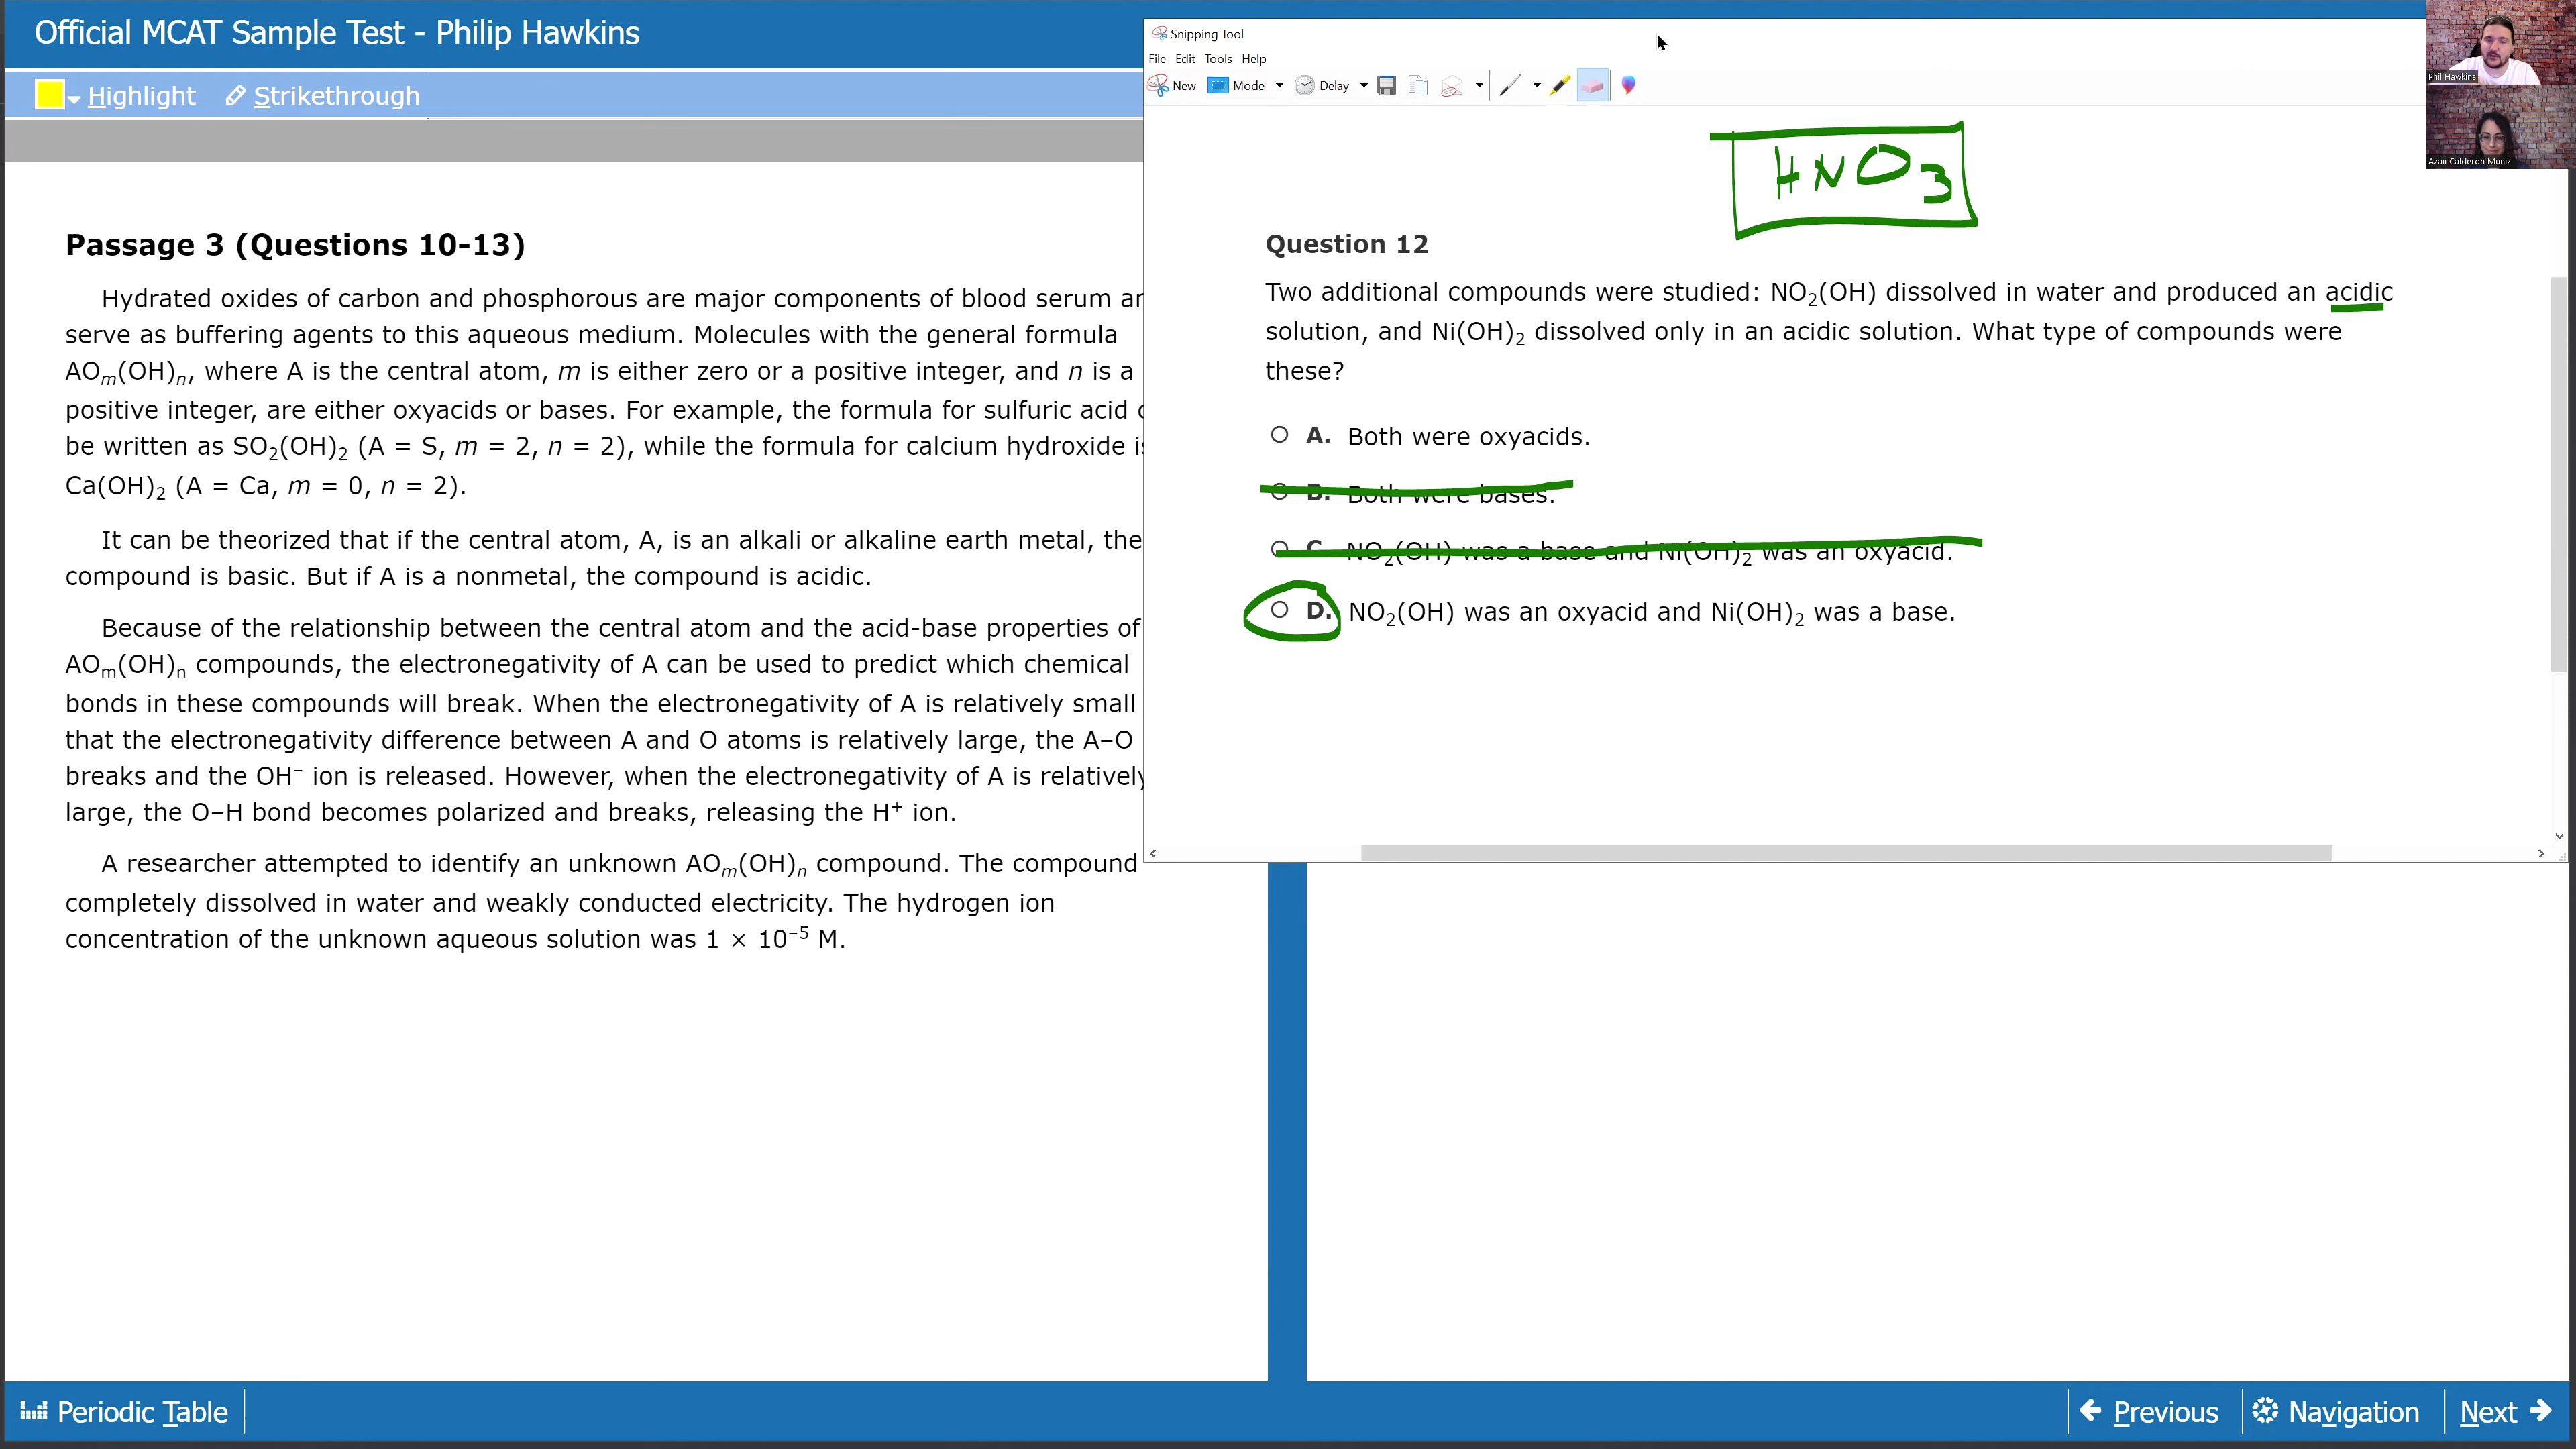 Official MCAT Sample Test - Philip Hawkins
Highlight Strikethrough
Passage 3 (Questions 10-13)
Hydrated oxides of carbon and phosphorous are major components of blood serum ar
serve as buffering agents to this aqueous medium. Molecules with the general formula
AOₘ(OH)ₙ, where A is the central atom, m is either zero or a positive integer, and n is a
positive integer, are either oxyacids or bases. For example, the formula for sulfuric acid
be written as SO₂(OH)₂ (A = S, m = 2, n = 2), while the formula for calcium hydroxide is
Ca(OH)₂ (A = Ca, m = 0, n = 2).
It can be theorized that if the central atom, A, is an alkali or alkaline earth metal, the
compound is basic. But if A is a nonmetal, the compound is acidic.
Because of the relationship between the central atom and the acid-base properties of
AOₘ(OH)ₙ compounds, the electronegativity of A can be used to predict which chemical
bonds in these compounds will break. When the electronegativity of A is relatively small
that the electronegativity difference between A and O atoms is relatively large, the A–O
breaks and the OH⁻ ion is released. However, when the electronegativity of A is relatively
large, the O–H bond becomes polarized and breaks, releasing the H⁺ ion.
A researcher attempted to identify an unknown AOₘ(OH)ₙ compound. The compound
completely dissolved in water and weakly conducted electricity. The hydrogen ion
concentration of the unknown aqueous solution was 1 × 10⁻⁵ M.
Snipping Tool
File Edit Tools Help
New Mode Delay
HNO₃
Question 12
Two additional compounds were studied: NO₂(OH) dissolved in water and produced an acidic
solution, and Ni(OH)₂ dissolved only in an acidic solution. What type of compounds were
these?
A. Both were oxyacids.
B. Both were bases.
C. NO₂(OH) was a base and Ni(OH)₂ was an oxyacid.
D. NO₂(OH) was an oxyacid and Ni(OH)₂ was a base.
Phil Hawkins
Azaii Calderon Muniz
Periodic Table
Previous Navigation Next